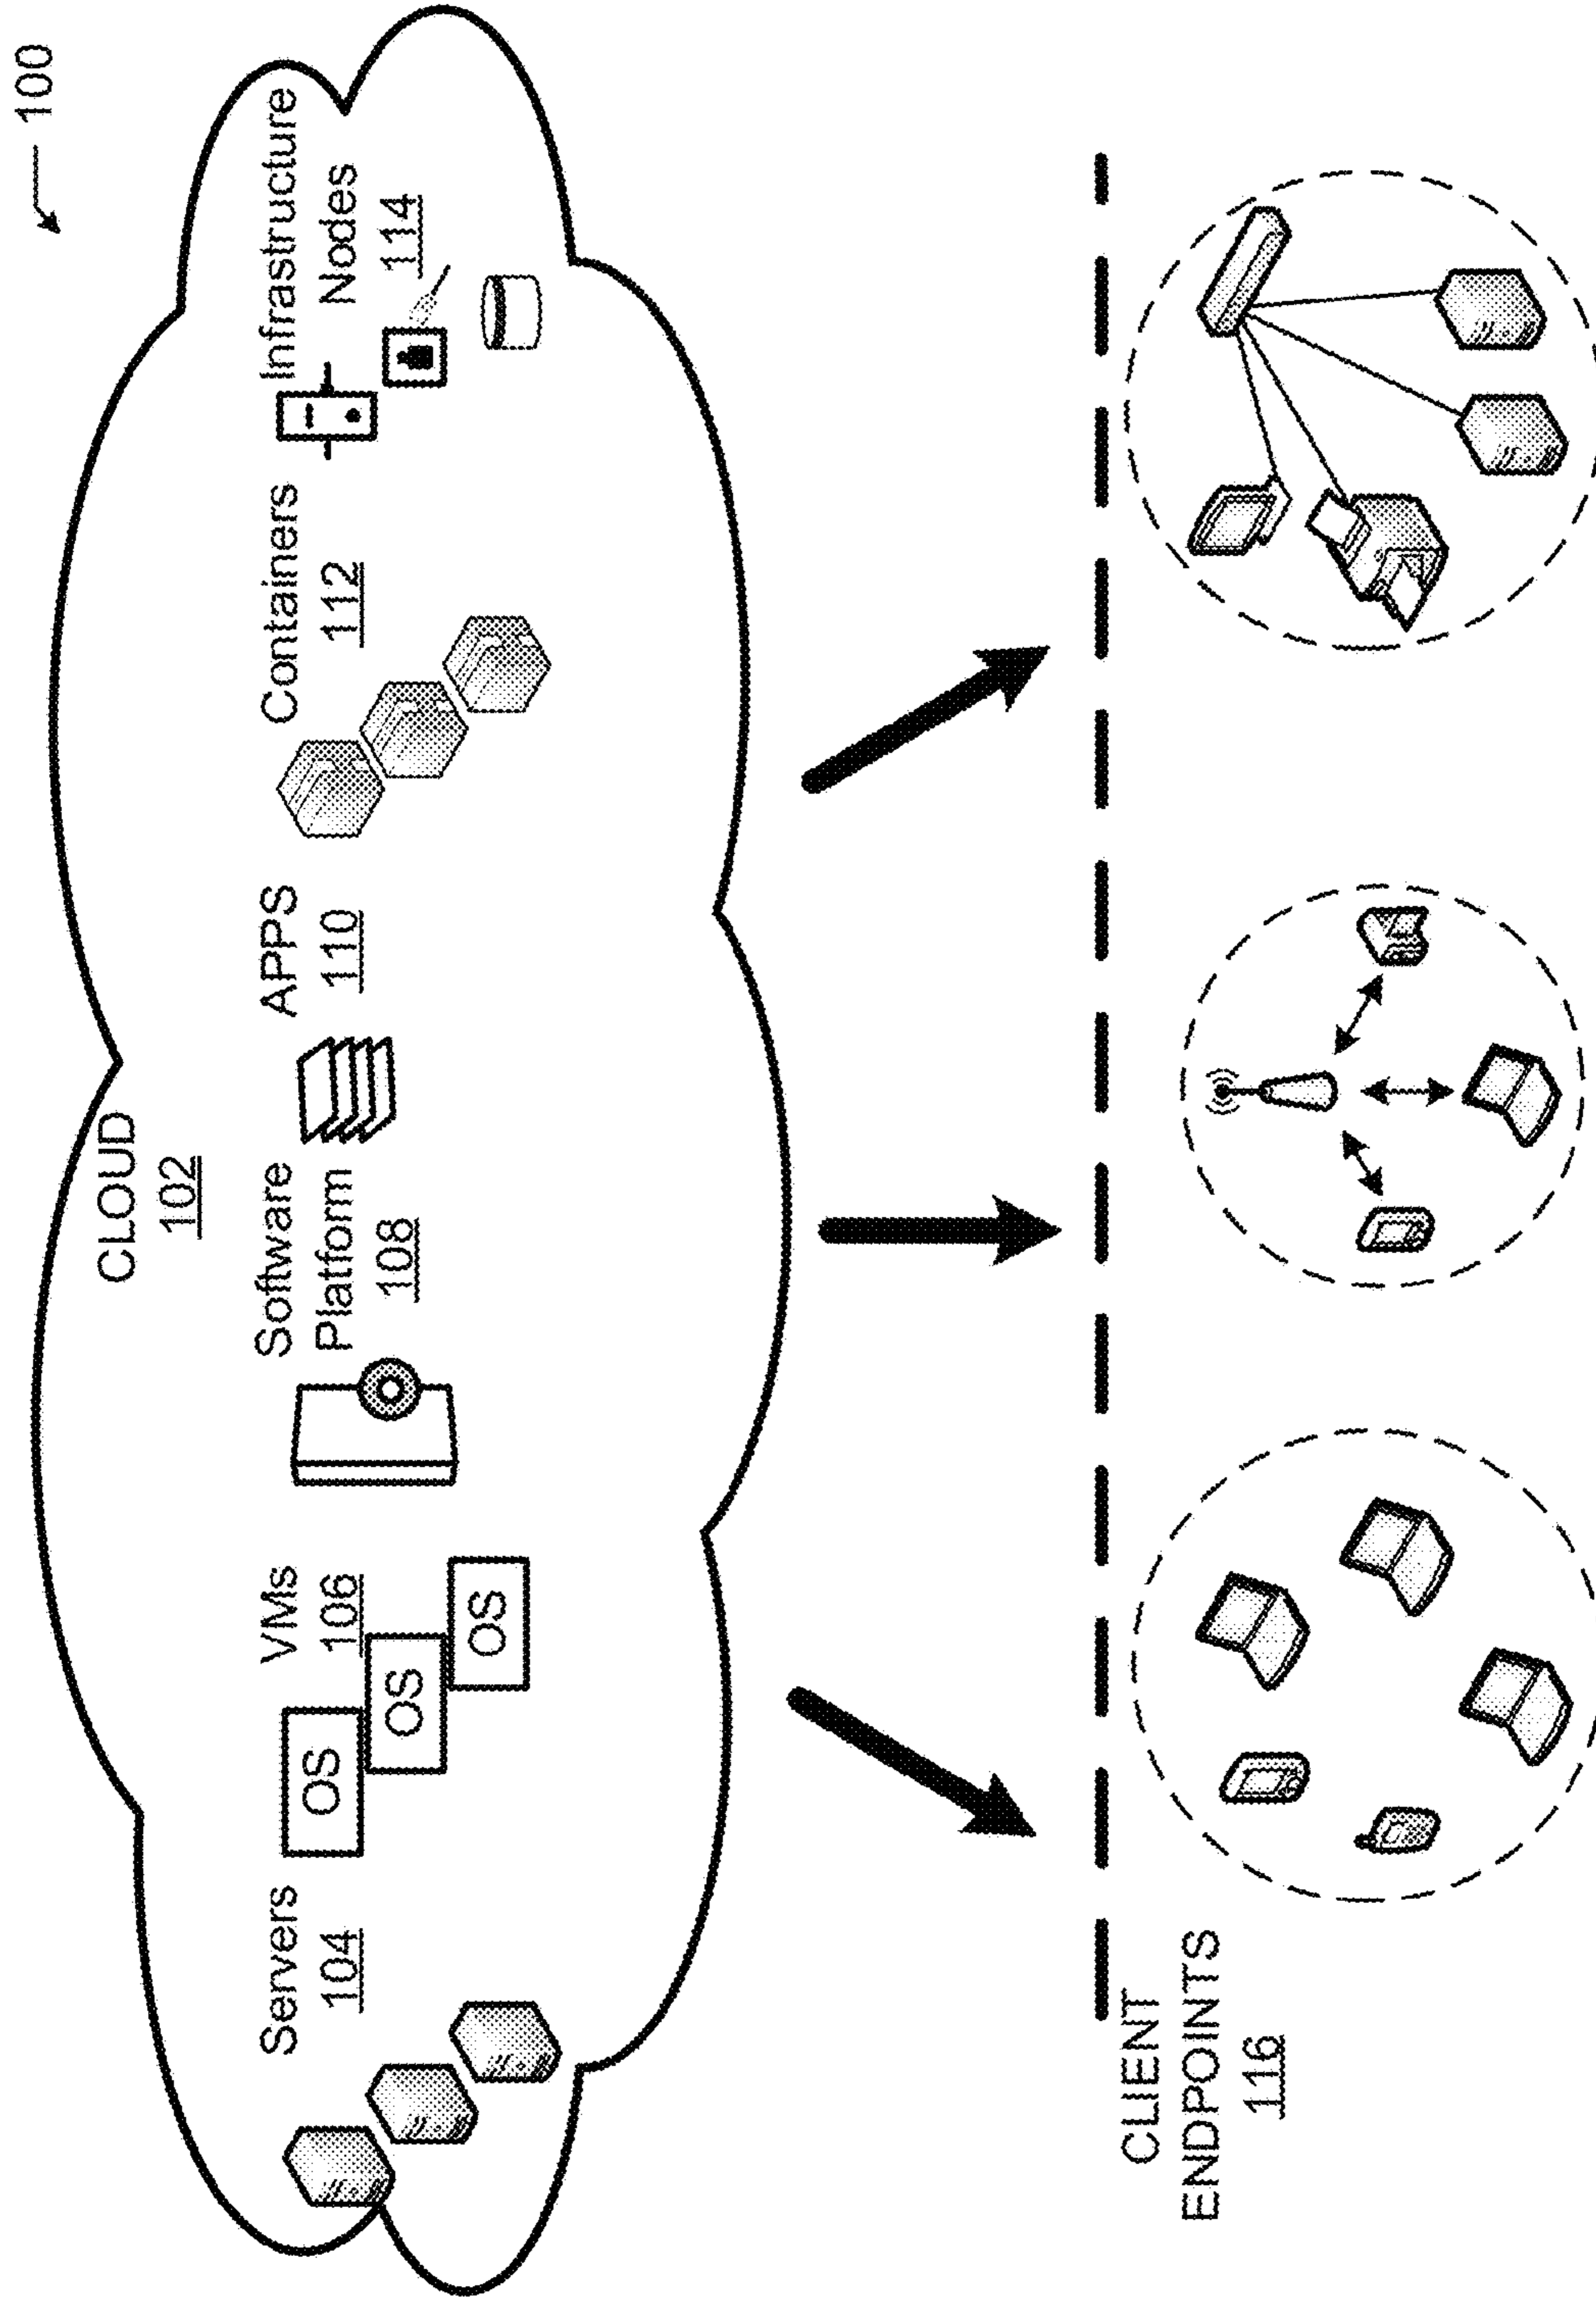 100
CLOUD
102
Servers
104
VMs
106
Software
Platform
108
APPS
110
Containers
112
Infrastructure
Nodes
114
OS
OS
OS
CLIENT
ENDPOINTS
116